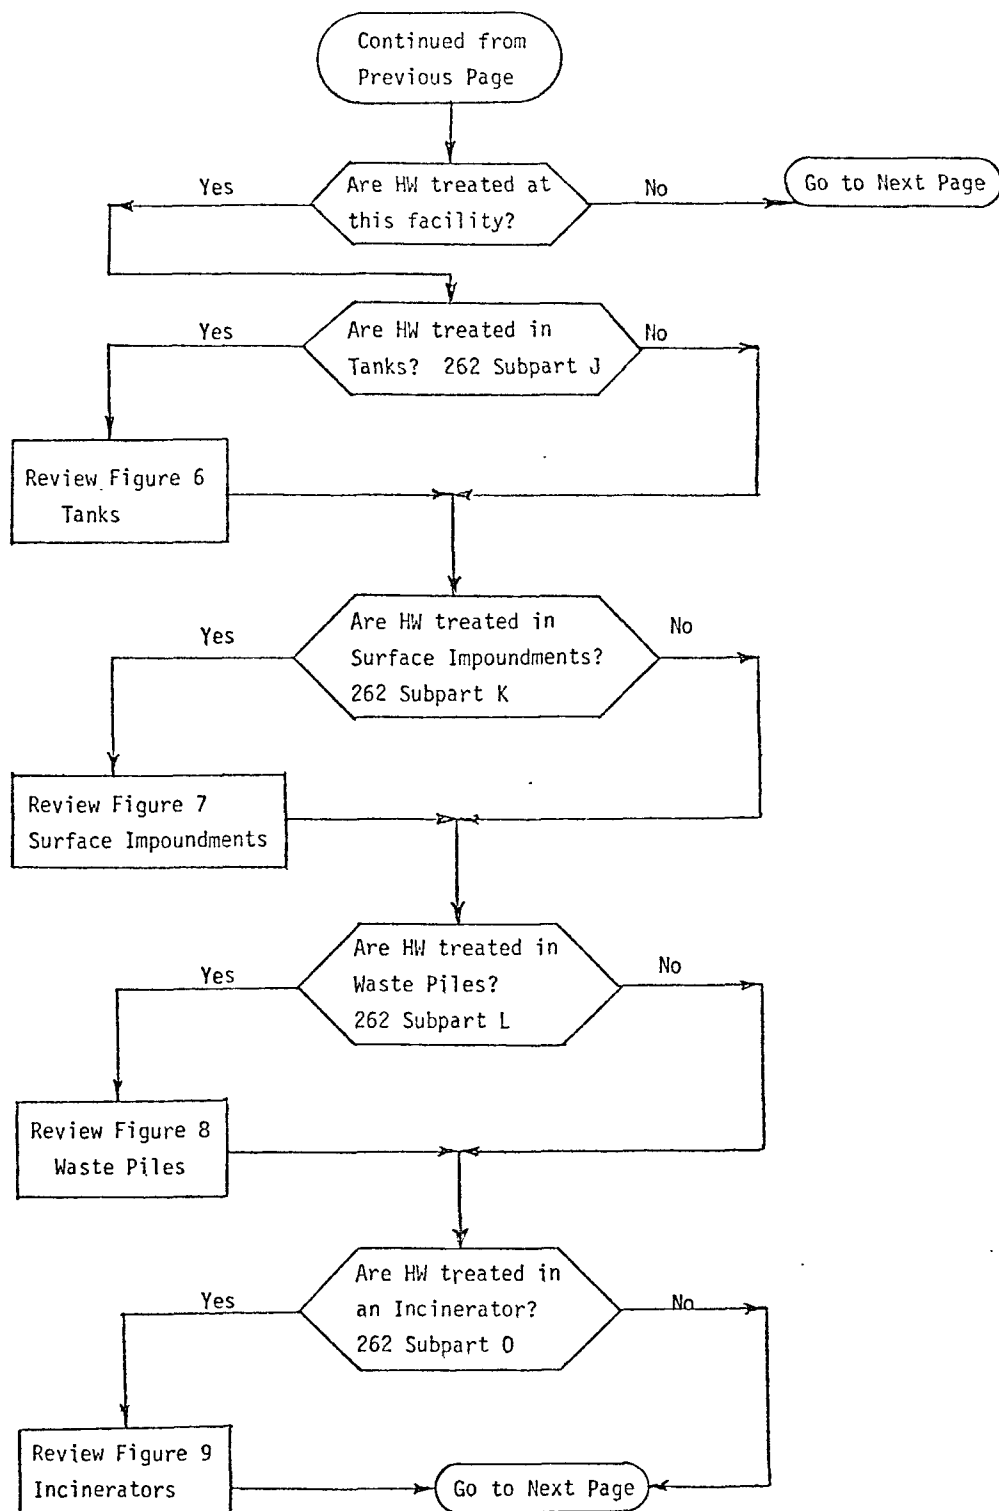 Continued from
Previous Page
Are HW treated at
this facility?
Yes
No
Go to Next Page
Are HW treated in
Tanks? 262 Subpart J
Yes
No
Review Figure 6
Tanks
Are HW treated in
Surface Impoundments?
262 Subpart K
Yes
No
Review Figure 7
Surface Impoundments
Are HW treated in
Waste Piles?
262 Subpart L
Yes
No
Review Figure 8
Waste Piles
Are HW treated in
an Incinerator?
262 Subpart O
Yes
No
Review Figure 9
Incinerators
Go to Next Page